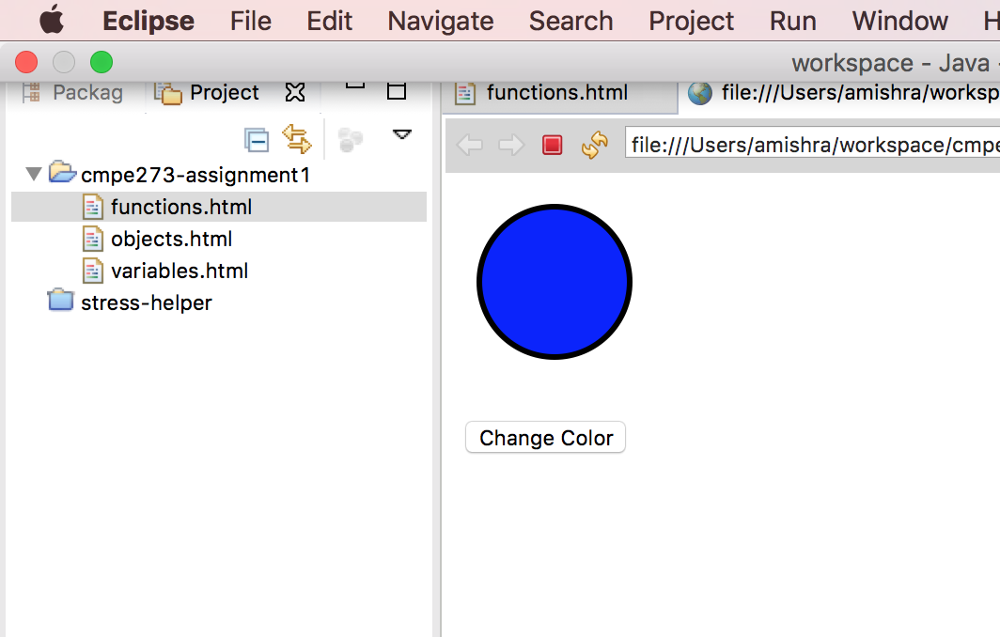 Eclipse File Edit Navigate Search Project Run Window H
workspace - Java -
Packag Project functions.html file:///Users/amishra/worksp
file:///Users/amishra/workspace/cmpe
cmpe273-assignment1
functions.html
objects.html
variables.html
stress-helper
Change Color